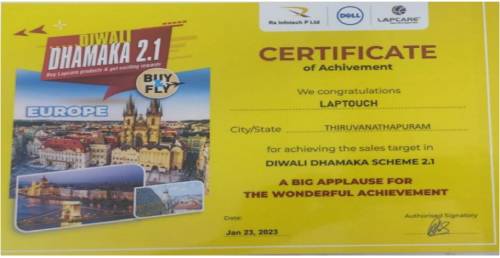 DIWALI
DHAMAKA 2.1
Buy Lapcare products & get exciting rewards
BUY
FLY
EUROPE
Ra Infotech P Ltd
DELL
LAPCARE
CERTIFICATE
of Achivement
We congratulations
LAPTOUCH
City/State THIRUVANATHAPURAM
for achieving the sales target in
DIWALI DHAMAKA SCHEME 2.1
A BIG APPLAUSE FOR
THE WONDERFUL ACHIEVEMENT
Date: Authorised Signatory
Jan 23, 2023